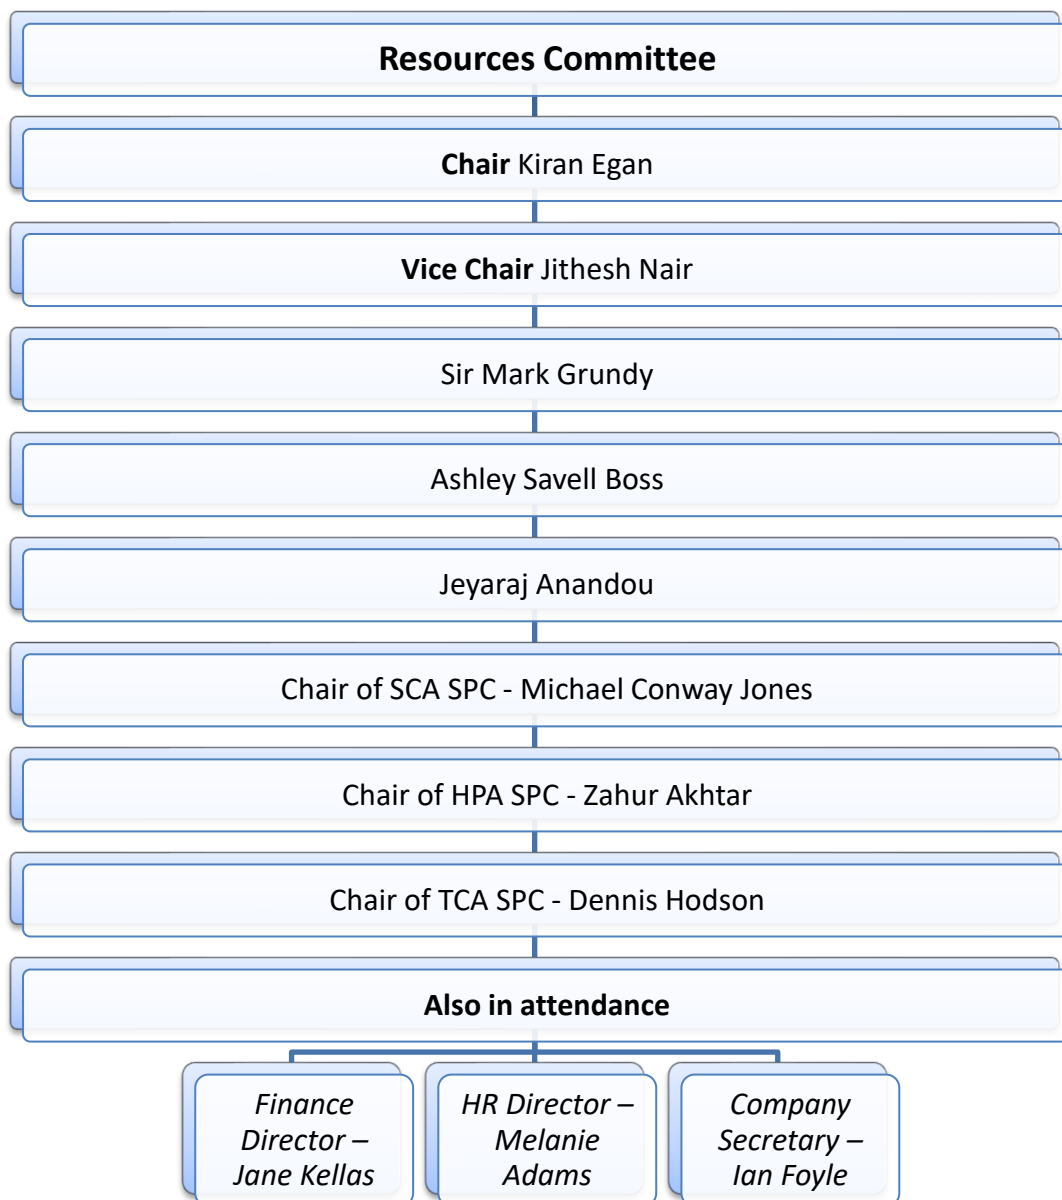 Resources Committee
Chair Kiran Egan
Vice Chair Jithesh Nair
Sir Mark Grundy
Ashley Savell Boss
Jeyaraj Anandou
Chair of SCA SPC - Michael Conway Jones
Chair of HPA SPC - Zahur Akhtar
Chair of TCA SPC - Dennis Hodson
Also in attendance
Finance
Director –
Jane Kellas
HR Director –
Melanie
Adams
Company
Secretary –
Ian Foyle